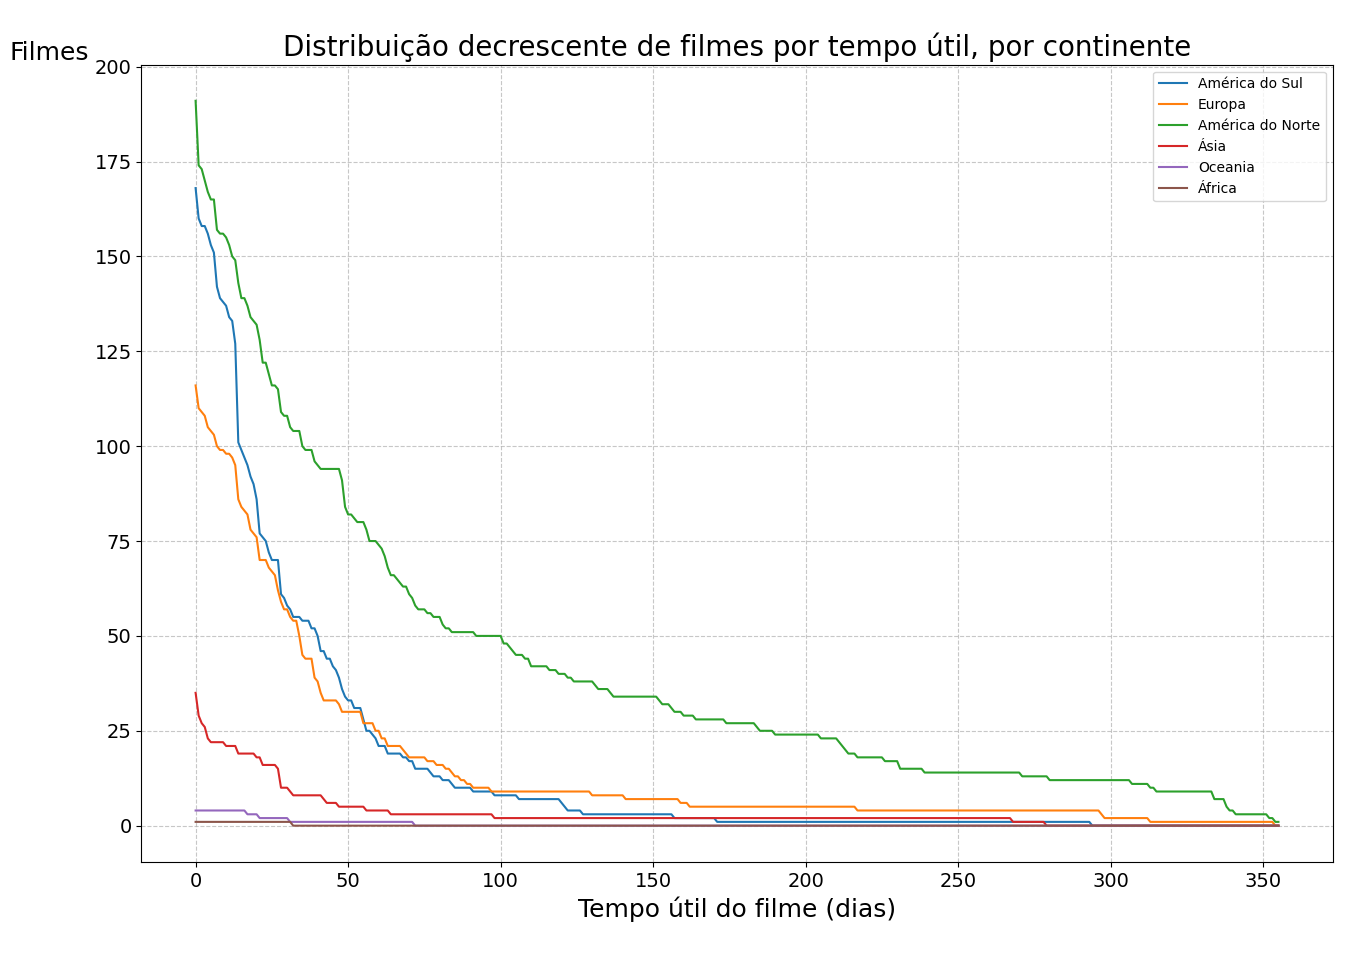 Distribuição decrescente de filmes por tempo útil, por continente
Filmes
200
175
150
125
100
75
50
25
0
América do Sul
Europa
América do Norte
Ásia
Oceania
África
0 50 100 150 200 250 300 350
Tempo útil do filme (dias)